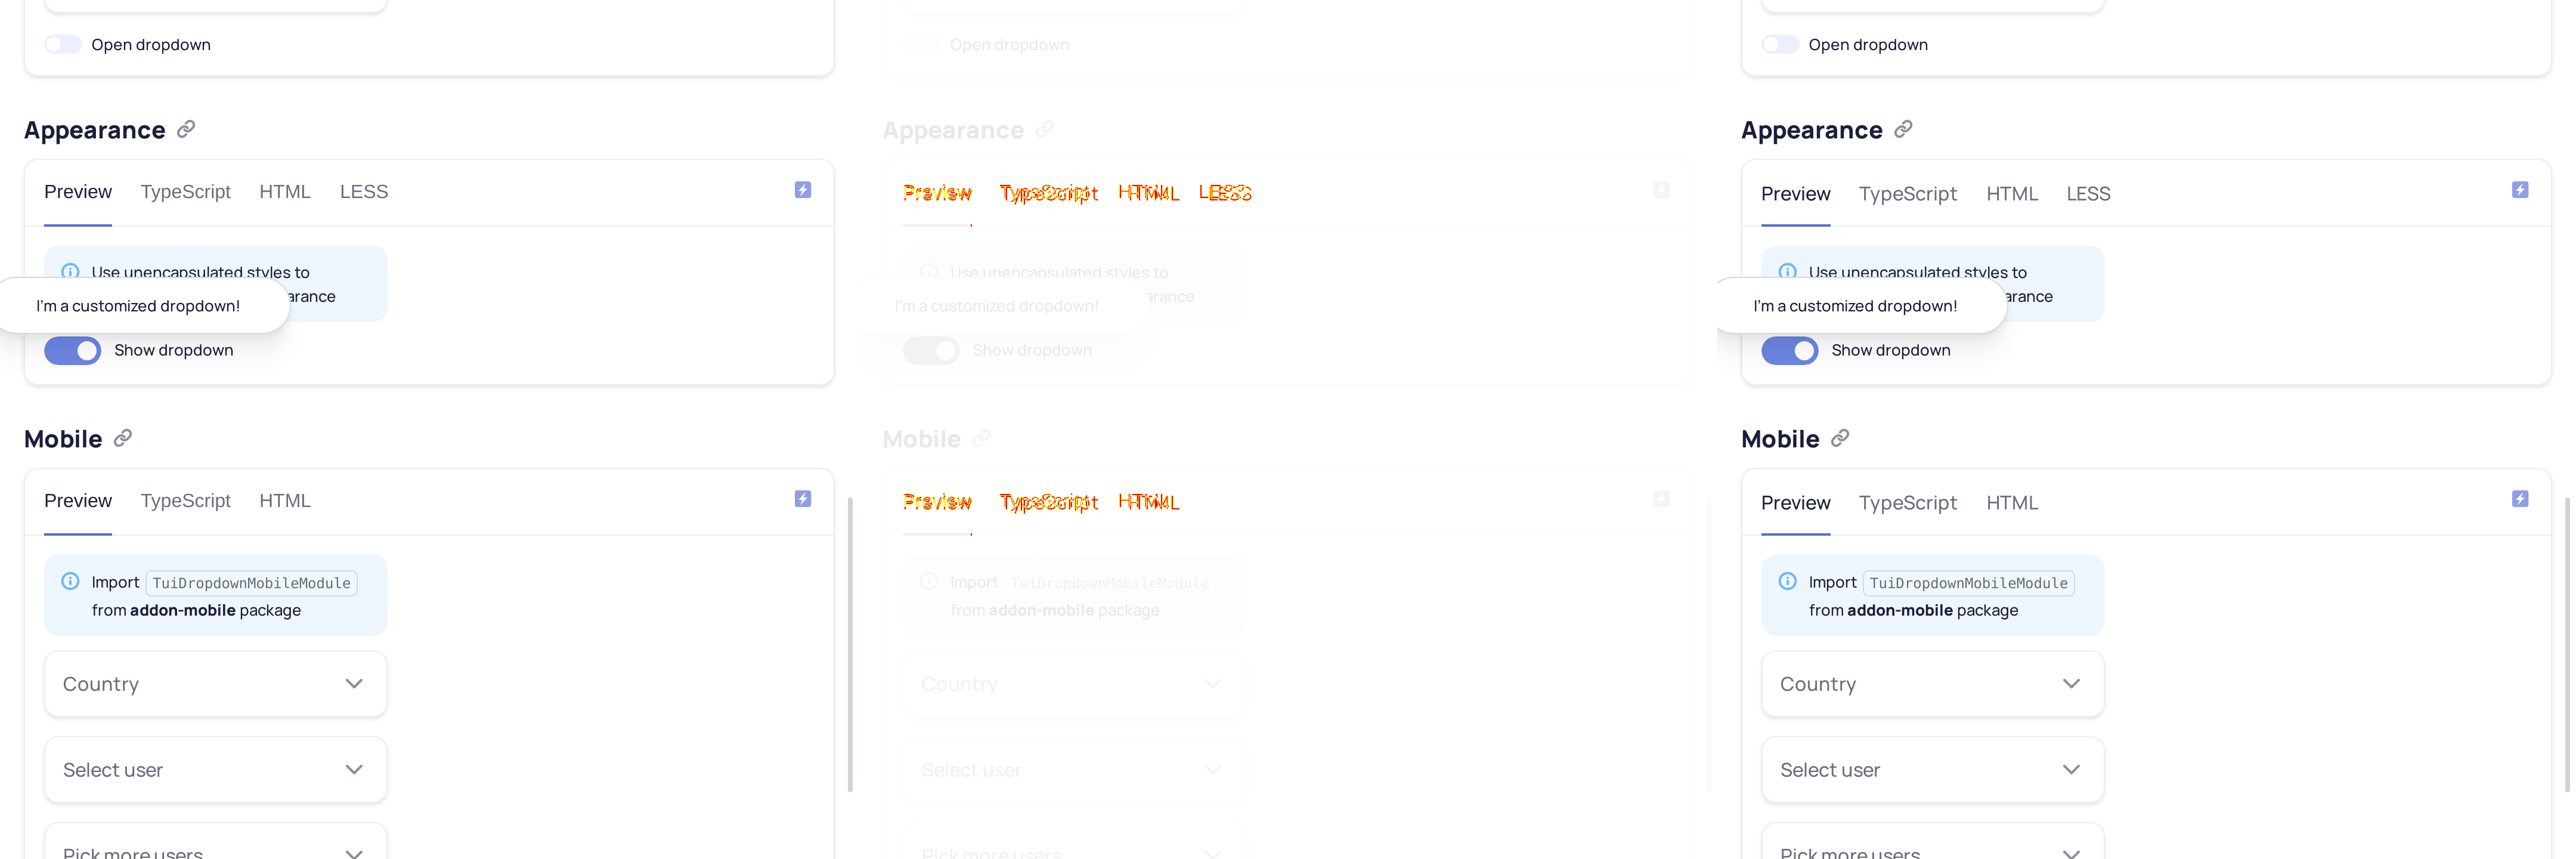 Open dropdown
Appearance
Preview TypeScript HTML LESS
Use unencapsulated styles to
arance
I'm a customized dropdown!
Show dropdown
Mobile
Preview TypeScript HTML
Import TuiDropdownMobileModule
from addon-mobile package
Country
Select user
Pick more users
Open dropdown
Appearance
Preview TypeScript HTML LESS
Use unencapsulated styles to
arance
I'm a customized dropdown!
Show dropdown
Mobile
Preview TypeScript HTML
Import TuiDropdownMobileModule
from addon-mobile package
Country
Select user
Pick more users
Open dropdown
Appearance
Preview TypeScript HTML LESS
Use unencapsulated styles to
arance
I'm a customized dropdown!
Show dropdown
Mobile
Preview TypeScript HTML
Import TuiDropdownMobileModule
from addon-mobile package
Country
Select user
Pick more users